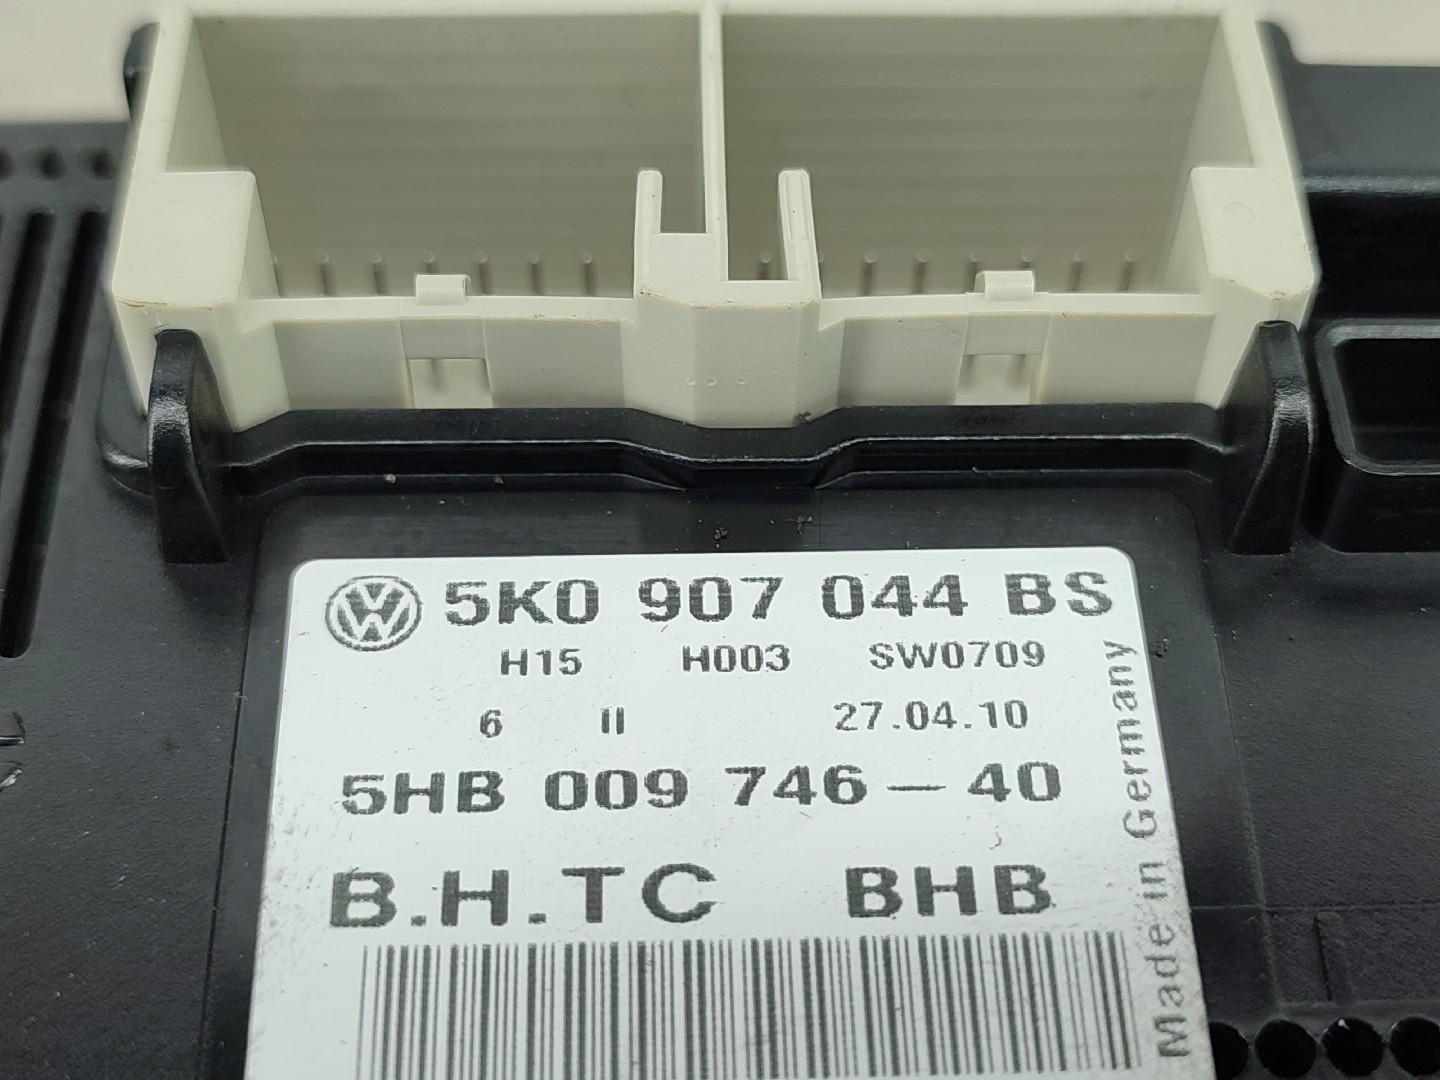 5K0 907 044 BS
H15 H003 SW0709
6 II 27.04.10
5HB 009 746-40
B.H.TC BHB
Made in Germany